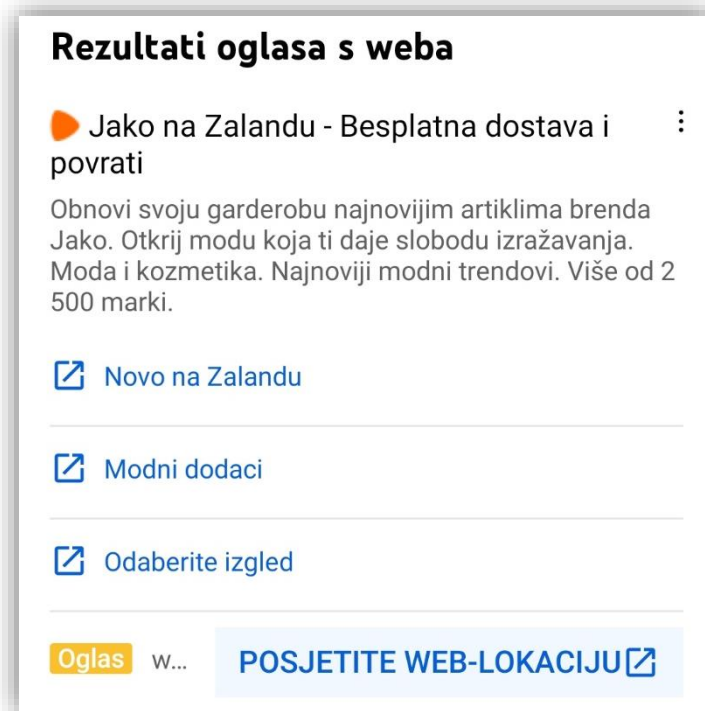 Rezultati oglasa s weba
Jako na Zalandu - Besplatna dostava i
povrati
Obnovi svoju garderobu najnovijim artiklima brenda
Jako. Otkrij modu koja ti daje slobodu izražavanja.
Moda i kozmetika. Najnoviji modni trendovi. Više od 2
500 marki.
Novo na Zalandu
Modni dodaci
Odaberite izgled
Oglas w... POSJETITE WEB-LOKACIJU